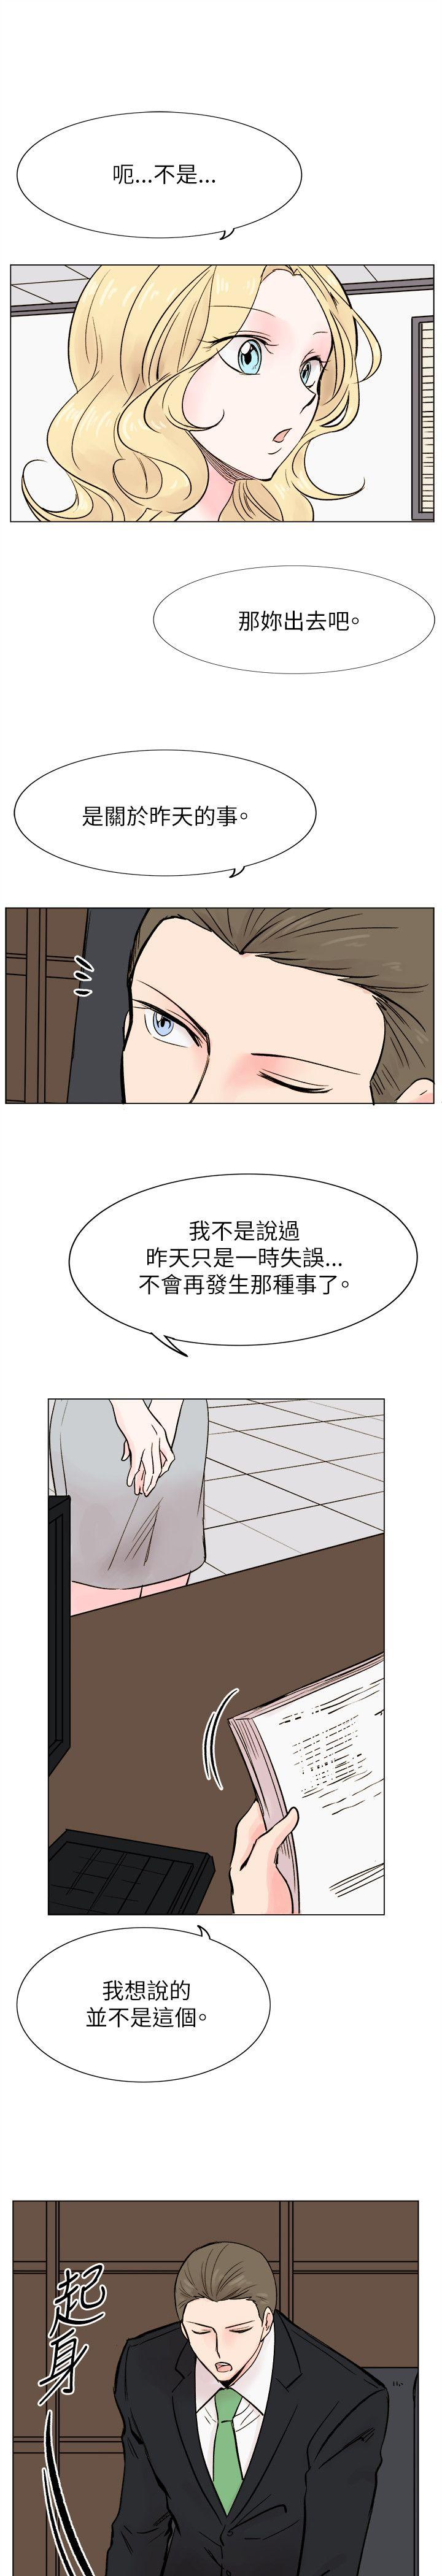 呃...不是...
那妳出去吧。
是關於昨天的事。
我不是說過
昨天只是一時失誤...
不會再發生那種事了。
我想說的
並不是這個。
起身